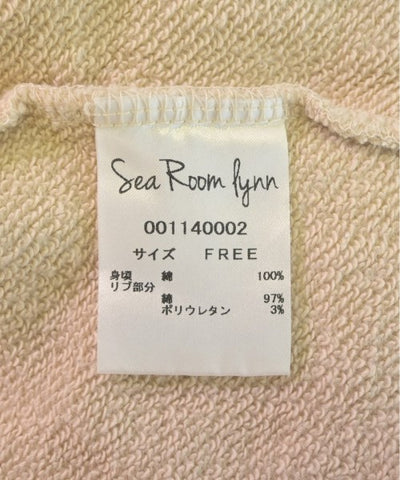 Sea Room lynn
001140002
サイズ FREE
身頃 綿 100%
リブ部分
綿 97%
ポリウレタン 3%